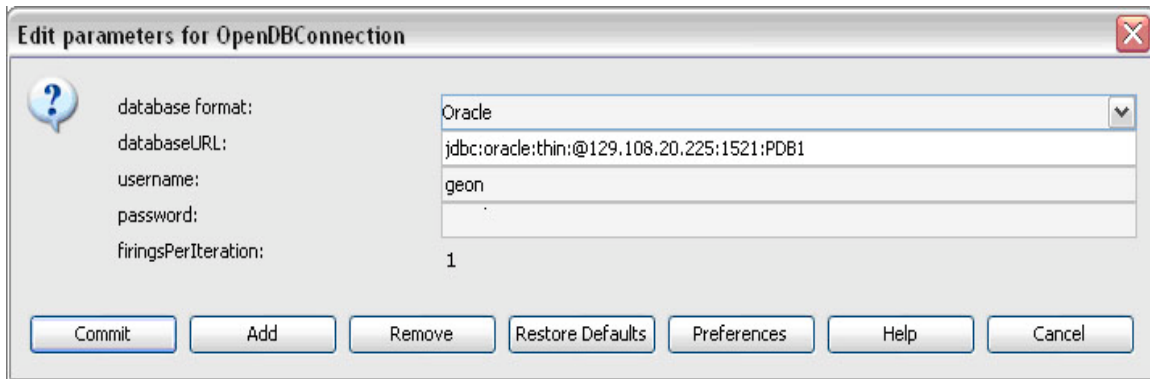 Edit parameters for OpenDBConnection
?
database format: Oracle
databaseURL: jdbc:oracle:thin:@129.108.20.225:1521:PDB1
username: geon
password:
firingsPerIteration: 1
Commit Add Remove Restore Defaults Preferences Help Cancel